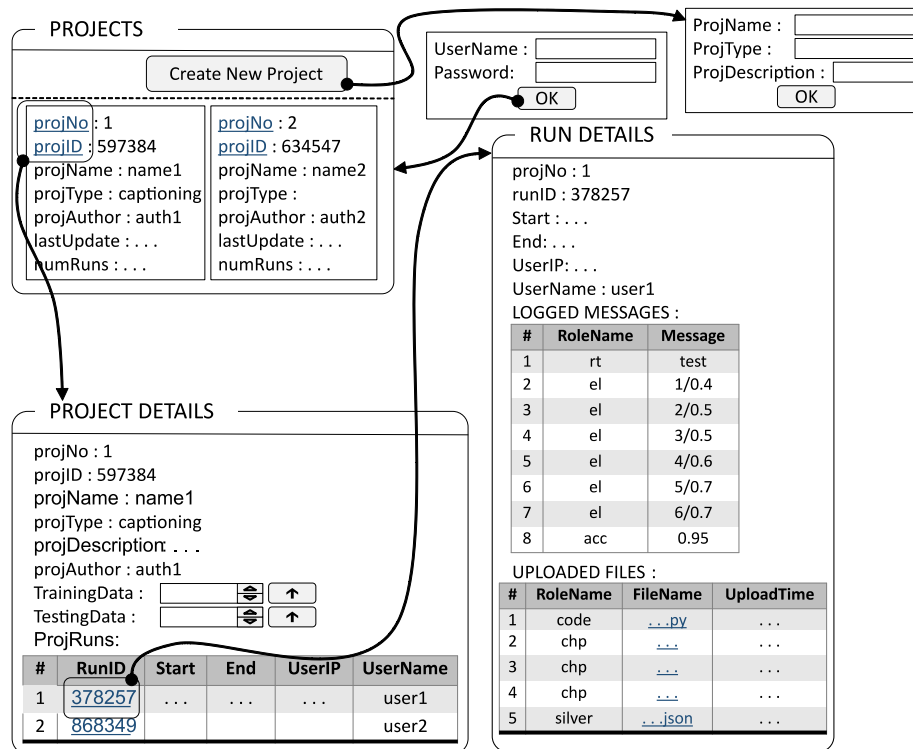 PROJECTS
Create New Project
projNo : 1
projID : 597384
projName : name1
projType : captioning
projAuthor : auth1
lastUpdate : . . .
numRuns : . . .
projNo : 2
projID : 634547
projName : name2
projType :
projAuthor : auth2
lastUpdate : . . .
numRuns : . . .
UserName :
Password:
OK
ProjName :
ProjType :
ProjDescription :
OK
PROJECT DETAILS
projNo : 1
projID : 597384
projName : name1
projType : captioning
projDescription: . . .
projAuthor : auth1
TrainingData :
TestingData :
ProjRuns:
# RunID Start End UserIP UserName
1 378257 . . . . . . . . . user1
2 868349 user2
RUN DETAILS
projNo : 1
runID : 378257
Start : . . .
End: . . .
UserIP: . . .
UserName : user1
LOGGED MESSAGES :
# RoleName Message
1 rt test
2 el 1/0.4
3 el 2/0.5
4 el 3/0.5
5 el 4/0.6
6 el 5/0.7
7 el 6/0.7
8 acc 0.95
UPLOADED FILES :
# RoleName FileName UploadTime
1 code . . .py . . .
2 chp . . . . . .
3 chp . . . . . .
4 chp . . . . . .
5 silver . . .json . . .